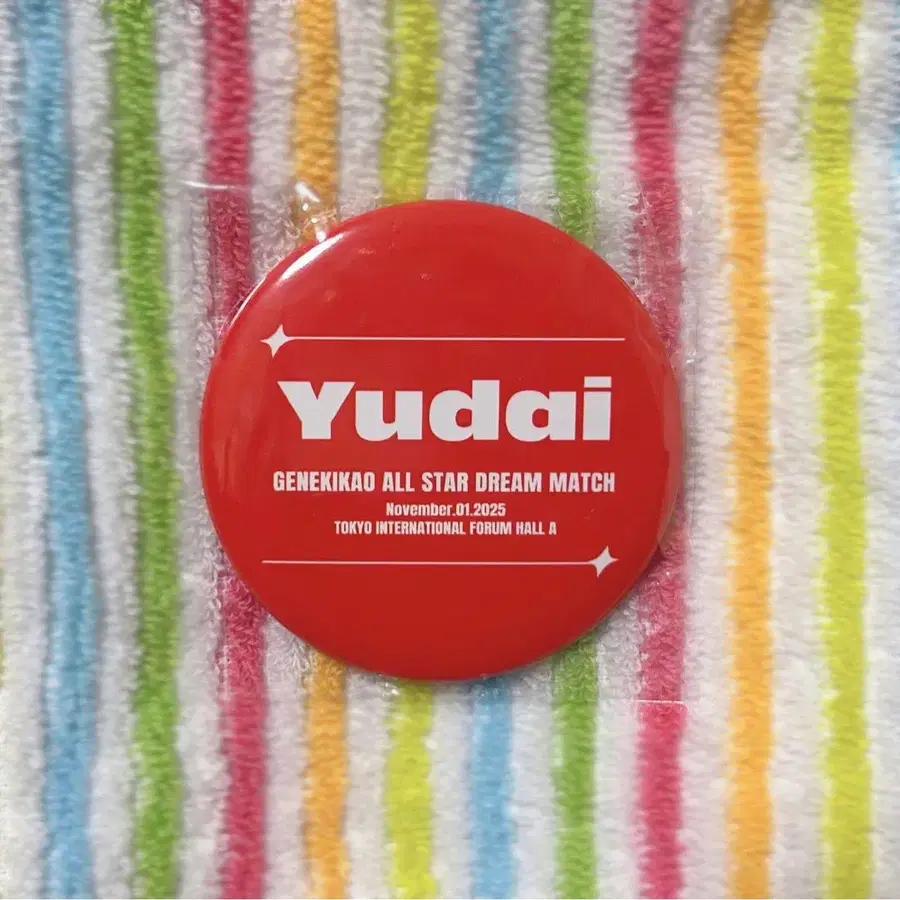 Yudai
GENEKIKAO ALL STAR DREAM MATCH
November.01.2025
TOKYO INTERNATIONAL FORUM HALL A